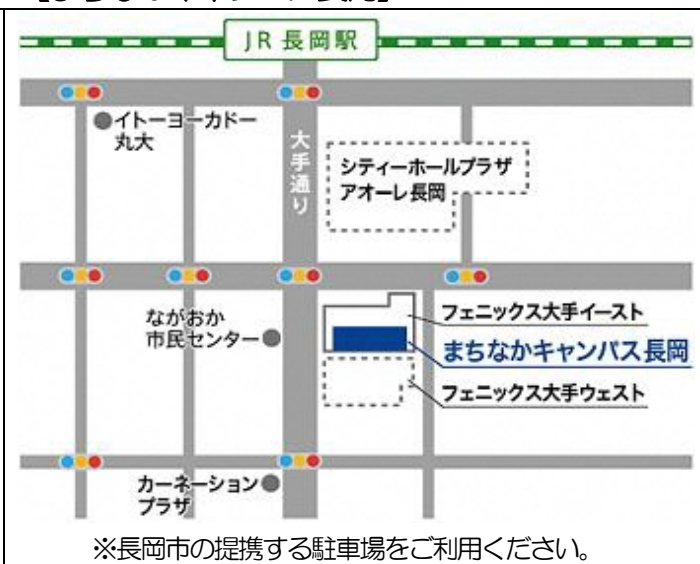 JR 長岡駅
●イトーヨーカドー
丸大
大手通り
シティーホールプラザ
アオーレ長岡
ながおか
市民センター●
フェニックス大手イースト
まちなかキャンパス長岡
フェニックス大手ウェスト
カーネーション●
プラザ
※長岡市の提携する駐車場をご利用ください。